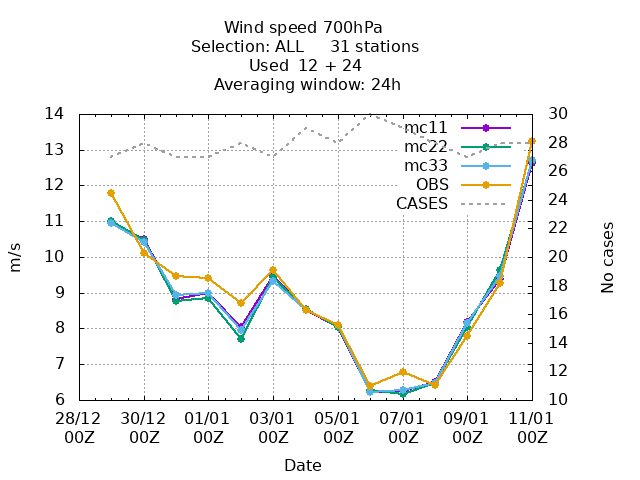 Wind speed 700hPa
Selection: ALL     31 stations
Used  12 + 24
Averaging window: 24h
14 30
mc11
13 28
mc22
26
mc33
12 24
OBS
CASES
11 22
10 20
9 18
16
8 14
7 12
6 10
m/s
No cases
28/12 30/12 01/01 03/01 05/01 07/01 09/01 11/01
00Z 00Z 00Z 00Z 00Z 00Z 00Z 00Z
Date